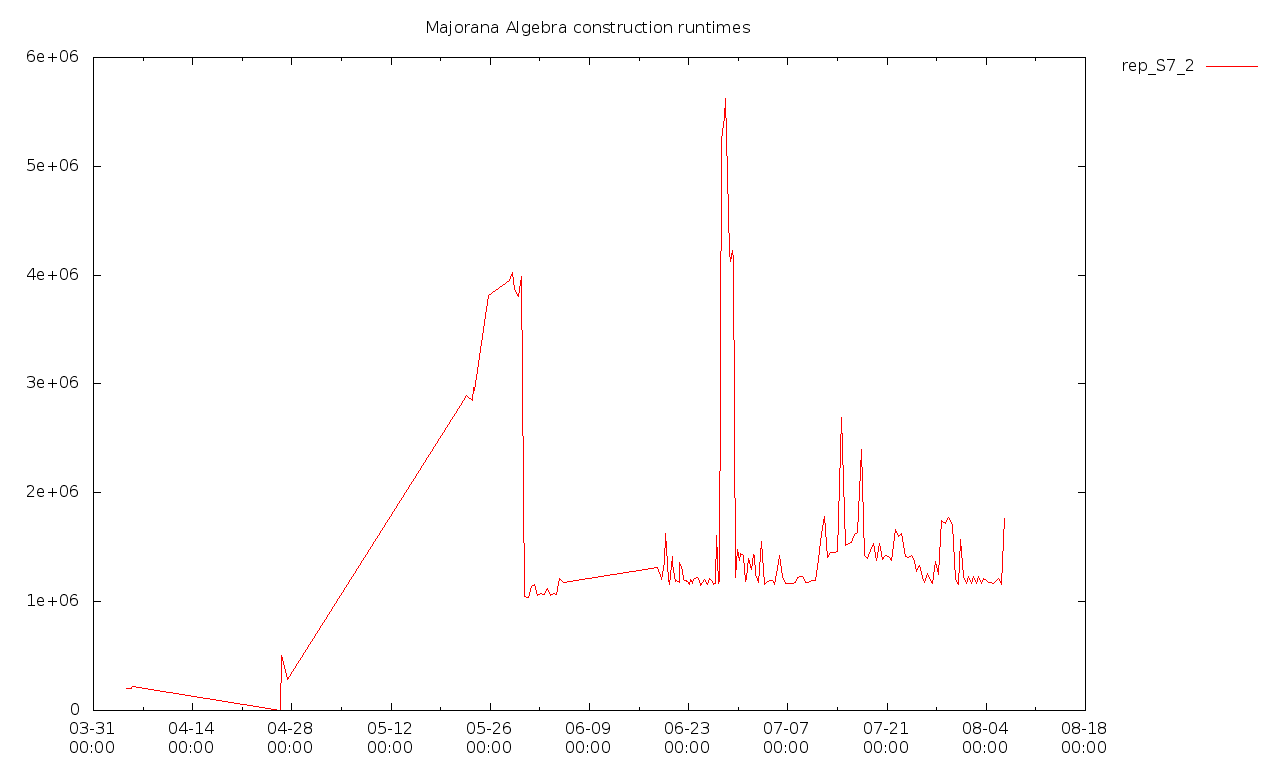 Majorana Algebra construction runtimes
rep_S7_2
6e+06
5e+06
4e+06
3e+06
2e+06
1e+06
0
03-31 04-14 04-28 05-12 05-26 06-09 06-23 07-07 07-21 08-04 08-18
00:00 00:00 00:00 00:00 00:00 00:00 00:00 00:00 00:00 00:00 00:00